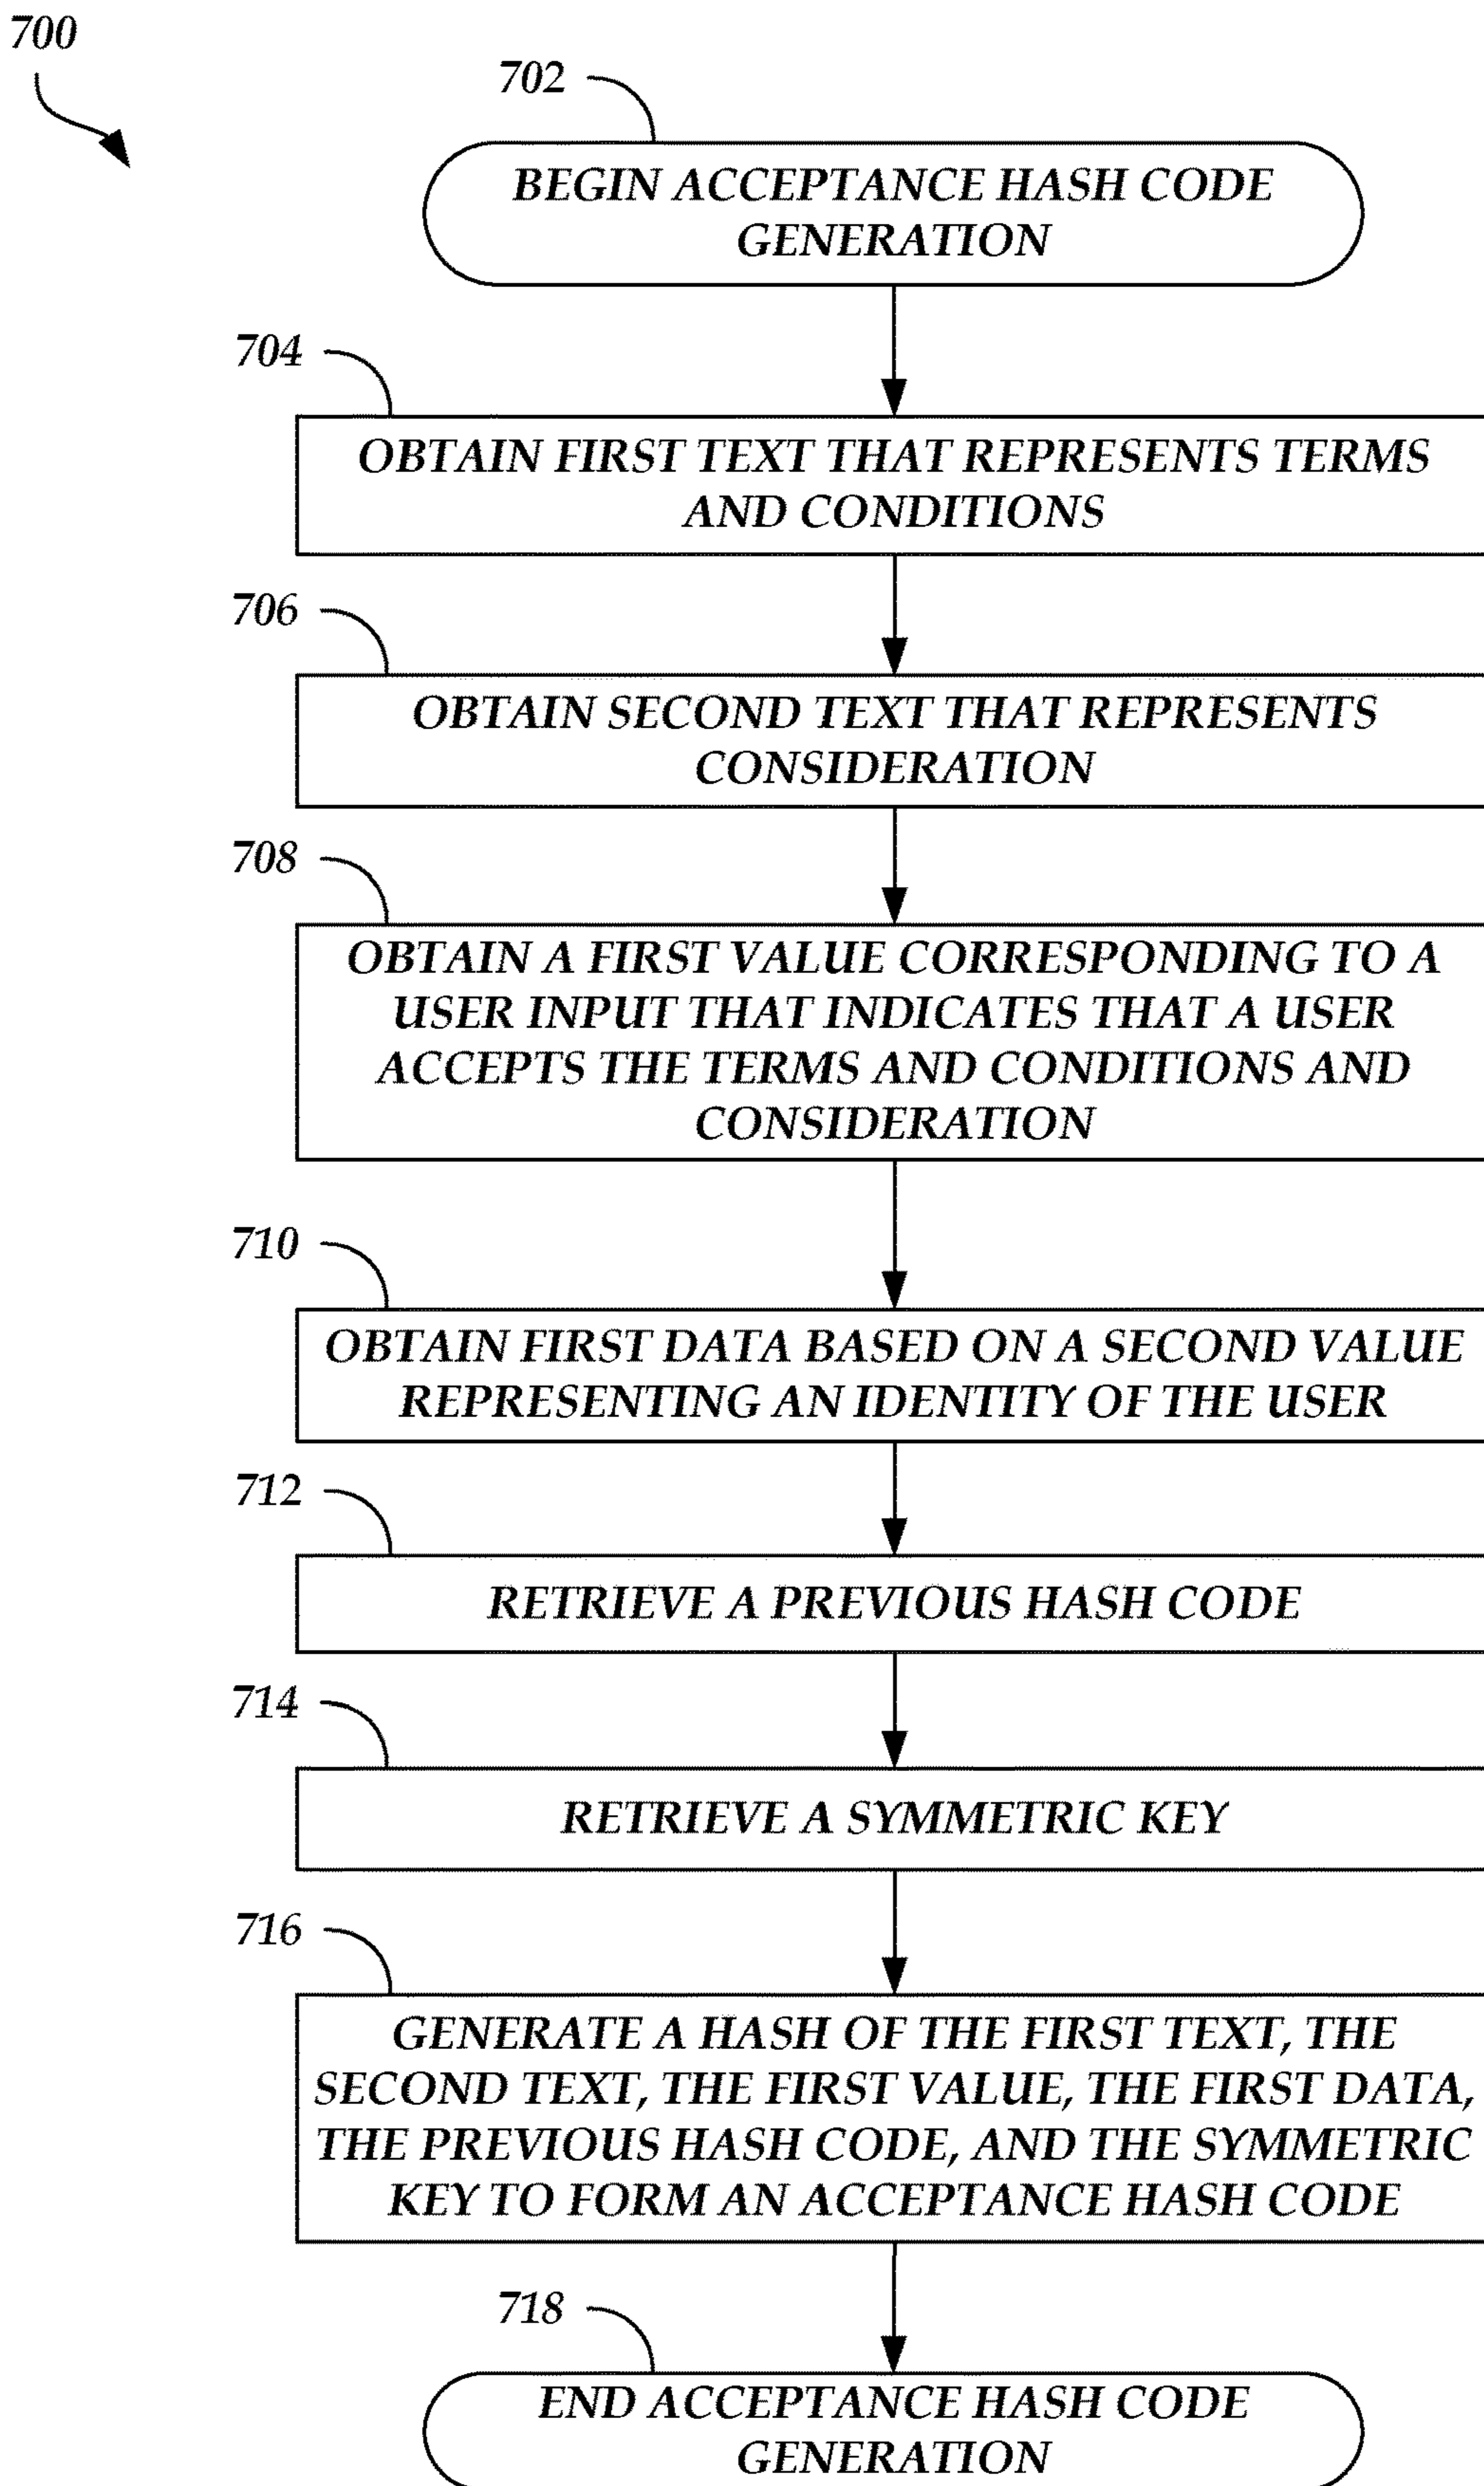 700
702
BEGIN ACCEPTANCE HASH CODE
GENERATION
704
OBTAIN FIRST TEXT THAT REPRESENTS TERMS
AND CONDITIONS
706
OBTAIN SECOND TEXT THAT REPRESENTS
CONSIDERATION
708
OBTAIN A FIRST VALUE CORRESPONDING TO A
USER INPUT THAT INDICATES THAT A USER
ACCEPTS THE TERMS AND CONDITIONS AND
CONSIDERATION
710
OBTAIN FIRST DATA BASED ON A SECOND VALUE
REPRESENTING AN IDENTITY OF THE USER
712
RETRIEVE A PREVIOUS HASH CODE
714
RETRIEVE A SYMMETRIC KEY
716
GENERATE A HASH OF THE FIRST TEXT, THE
SECOND TEXT, THE FIRST VALUE, THE FIRST DATA,
THE PREVIOUS HASH CODE, AND THE SYMMETRIC
KEY TO FORM AN ACCEPTANCE HASH CODE
718
END ACCEPTANCE HASH CODE
GENERATION